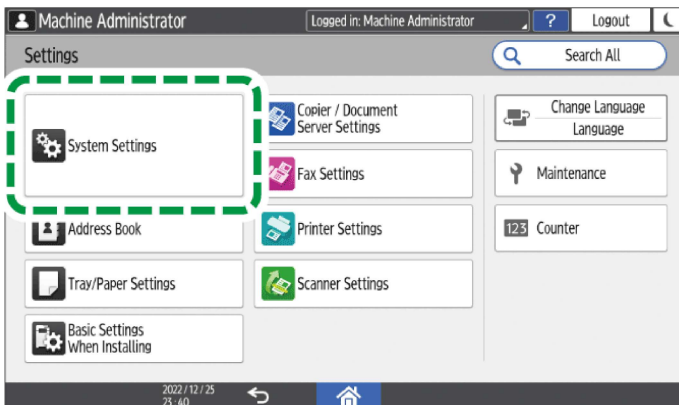 Machine Administrator
Logged in: Machine Administrator
?
Logout
Settings
Search All
System Settings
Copier / Document
Server Settings
Change Language
Language
Fax Settings
Maintenance
Address Book
Printer Settings
123 Counter
Tray/Paper Settings
Scanner Settings
Basic Settings
When Installing
2022/12/25
23:40